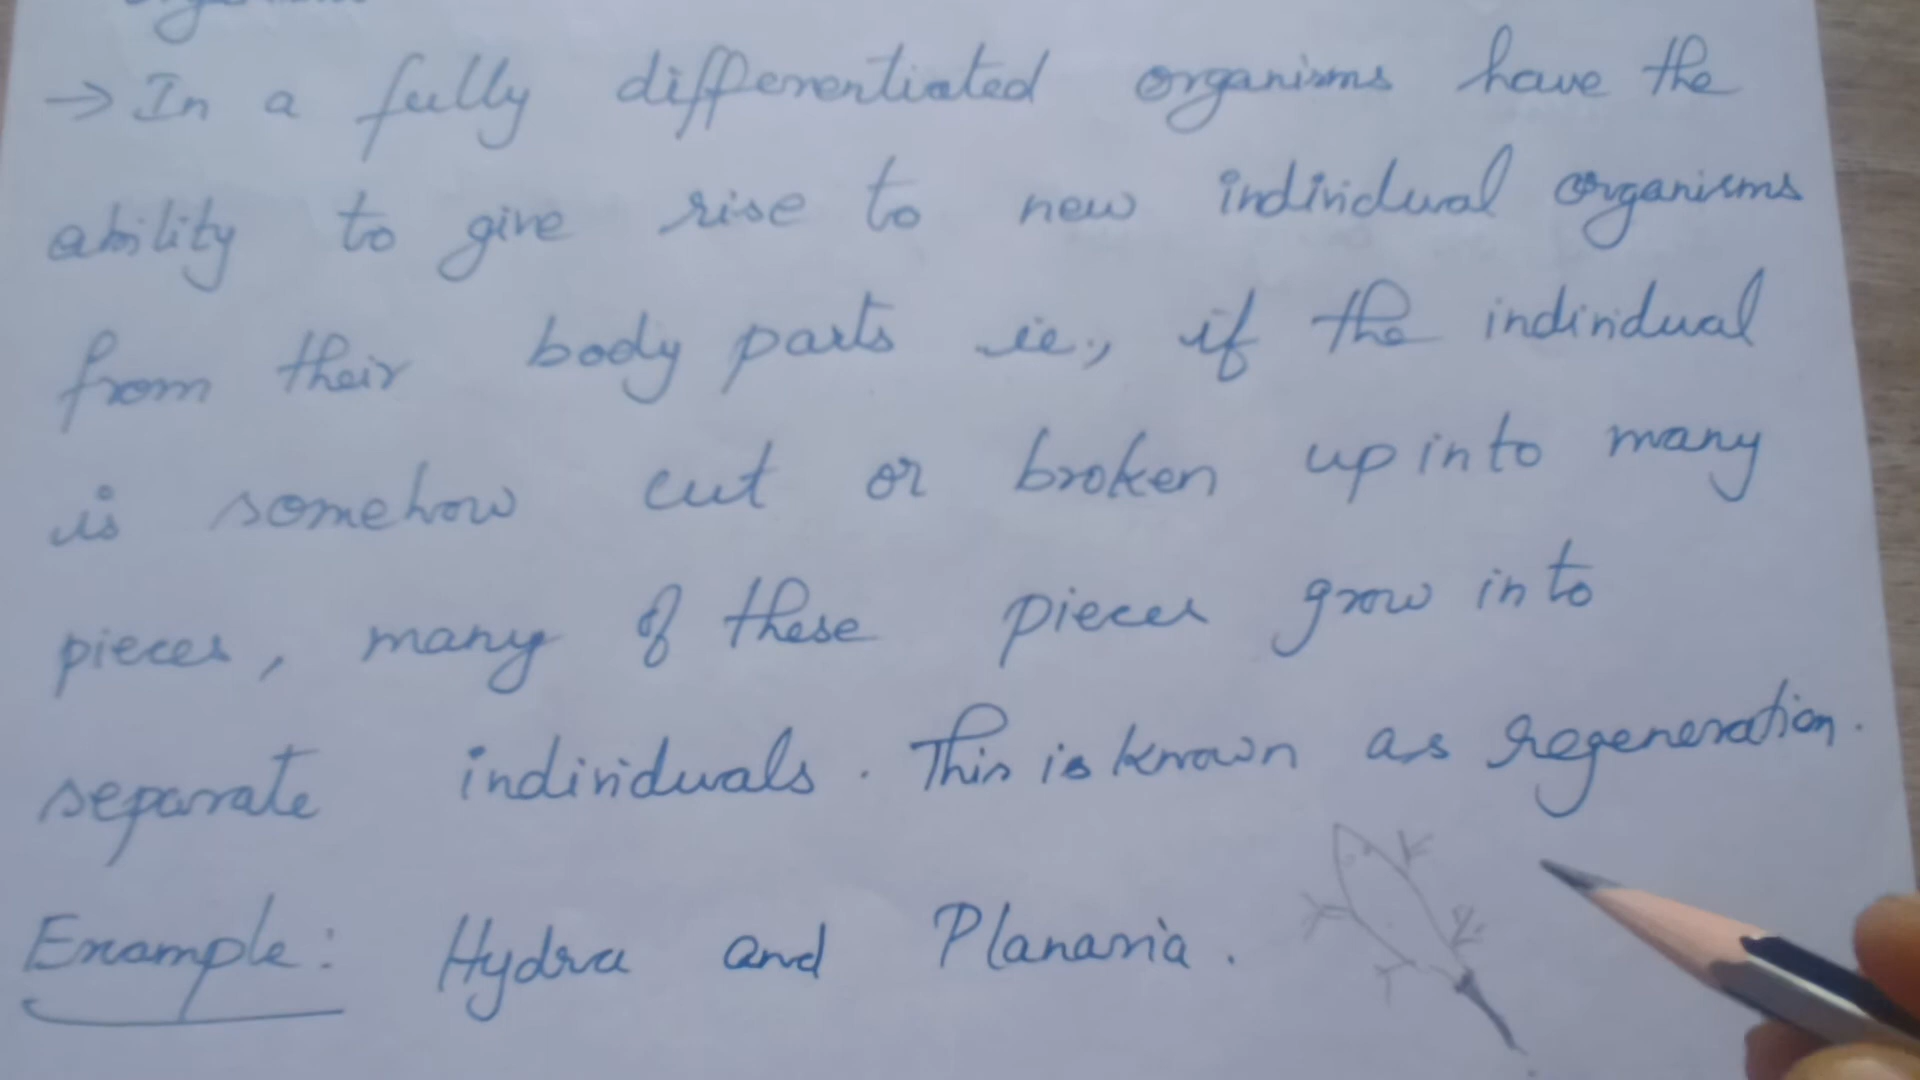 → In a fully differentiated organisms have the
ability to give rise to new individual organisms
from their body parts ie., if the individual
is somehow cut or broken up into many
pieces, many of these pieces grow into
separate individuals. This is known as regeneration.
Example: Hydra and Planaria.